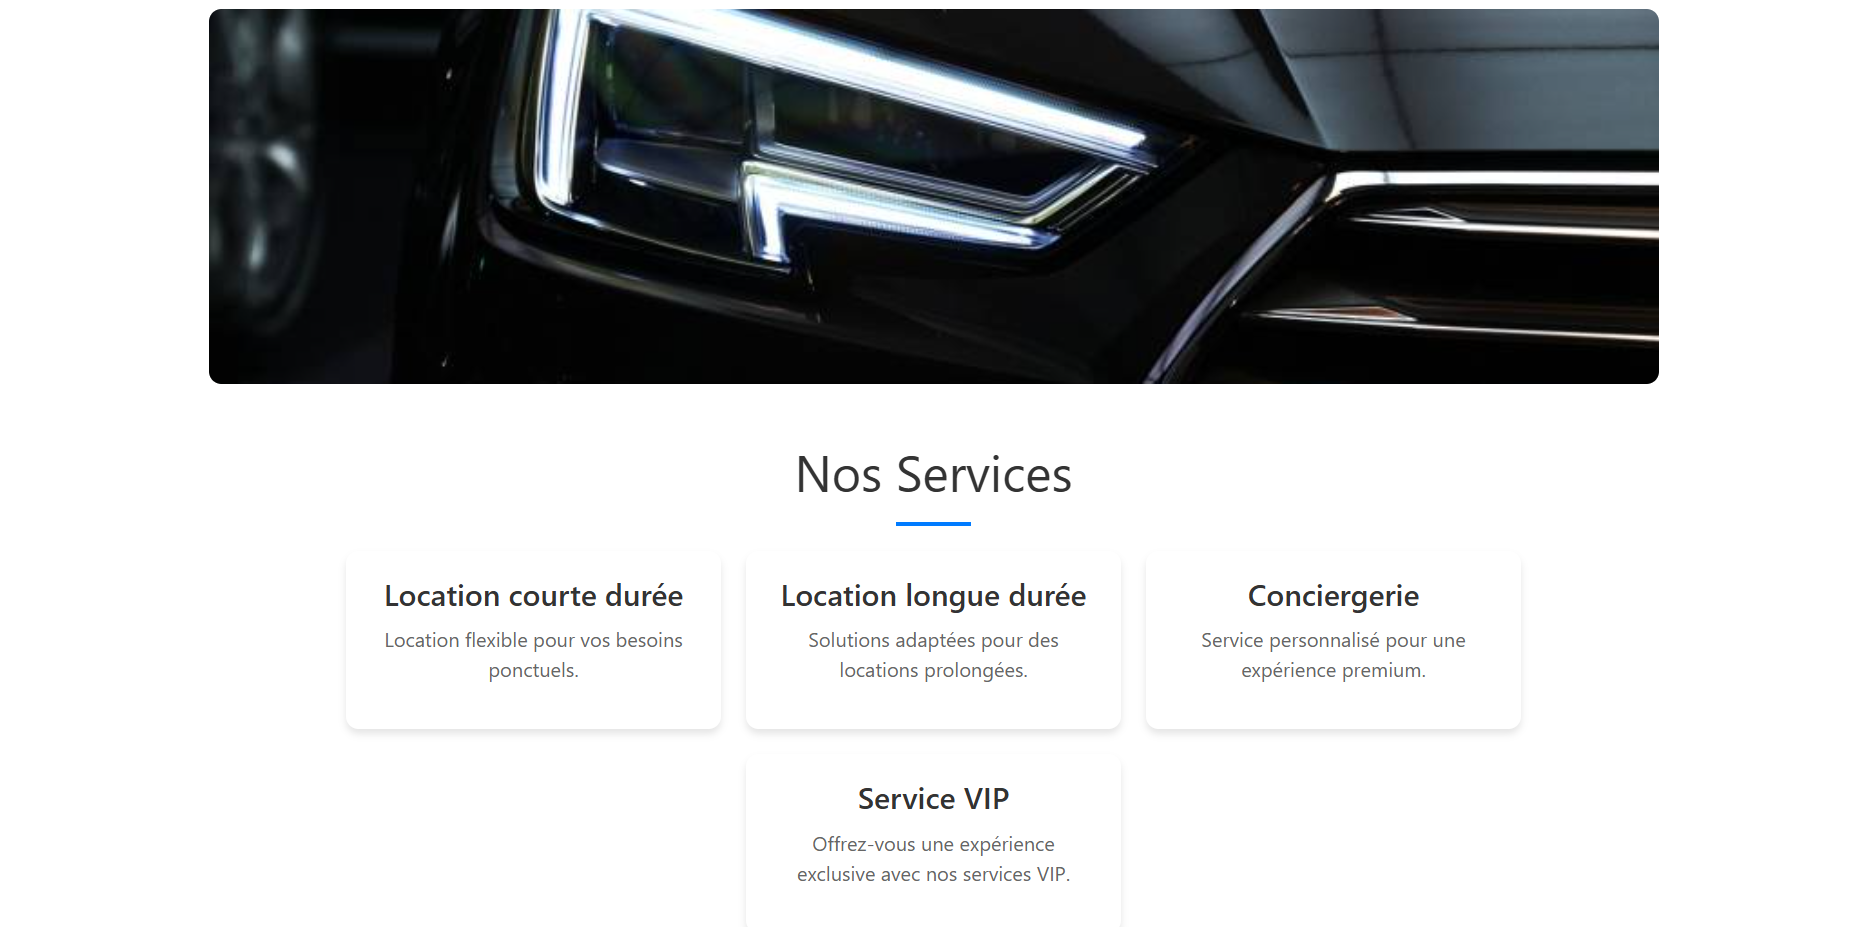 Nos Services
Location courte durée
Location flexible pour vos besoins
ponctuels.
Location longue durée
Solutions adaptées pour des
locations prolongées.
Conciergerie
Service personnalisé pour une
expérience premium.
Service VIP
Offrez-vous une expérience
exclusive avec nos services VIP.